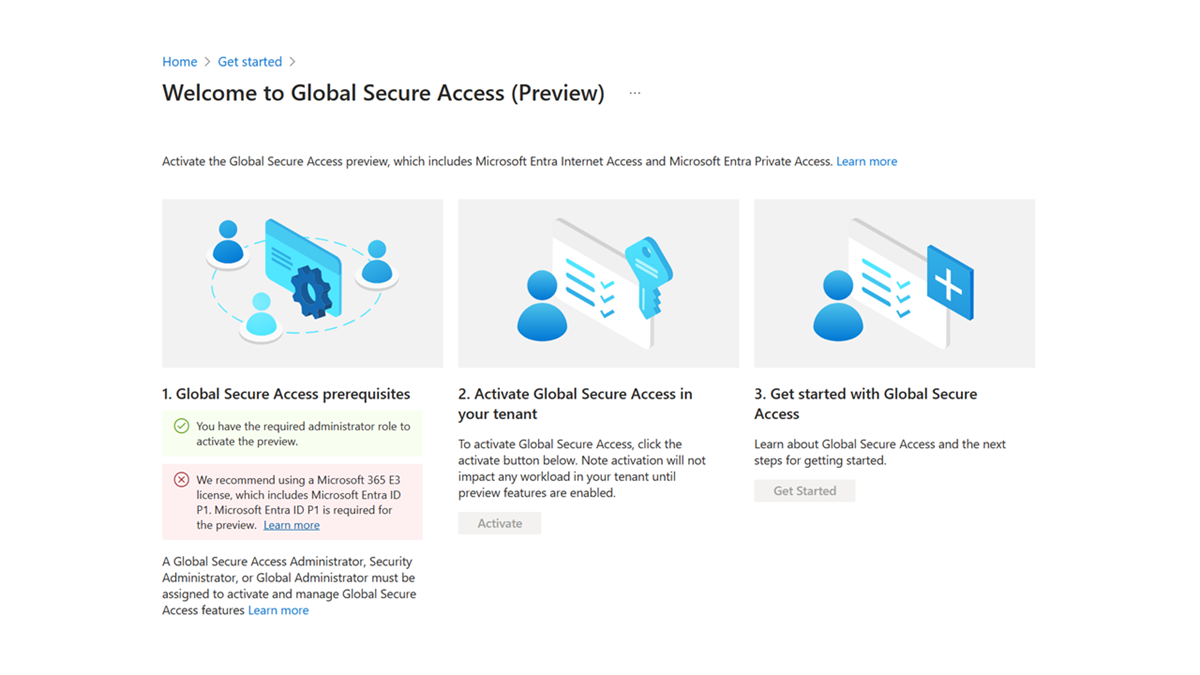 Home > Get started >
Welcome to Global Secure Access (Preview) ...
Activate the Global Secure Access preview, which includes Microsoft Entra Internet Access and Microsoft Entra Private Access. Learn more
1. Global Secure Access prerequisites
You have the required administrator role to
activate the preview.
We recommend using a Microsoft 365 E3
license, which includes Microsoft Entra ID
P1. Microsoft Entra ID P1 is required for
the preview. Learn more
A Global Secure Access Administrator, Security
Administrator, or Global Administrator must be
assigned to activate and manage Global Secure
Access features Learn more
2. Activate Global Secure Access in
your tenant
To activate Global Secure Access, click the
activate button below. Note activation will not
impact any workload in your tenant until
preview features are enabled.
Activate
3. Get started with Global Secure
Access
Learn about Global Secure Access and the next
steps for getting started.
Get Started